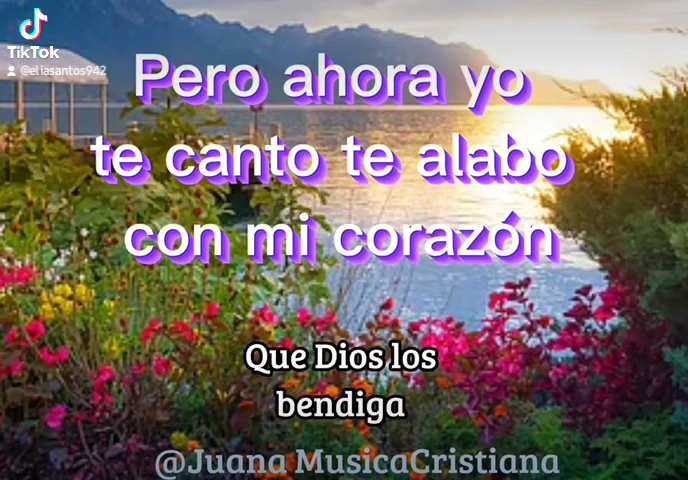 TikTok
@eliasantos942
Pero ahora yo
te canto te alabo
con mi corazón
Que Dios los
bendiga
@Juana MusicaCristiana